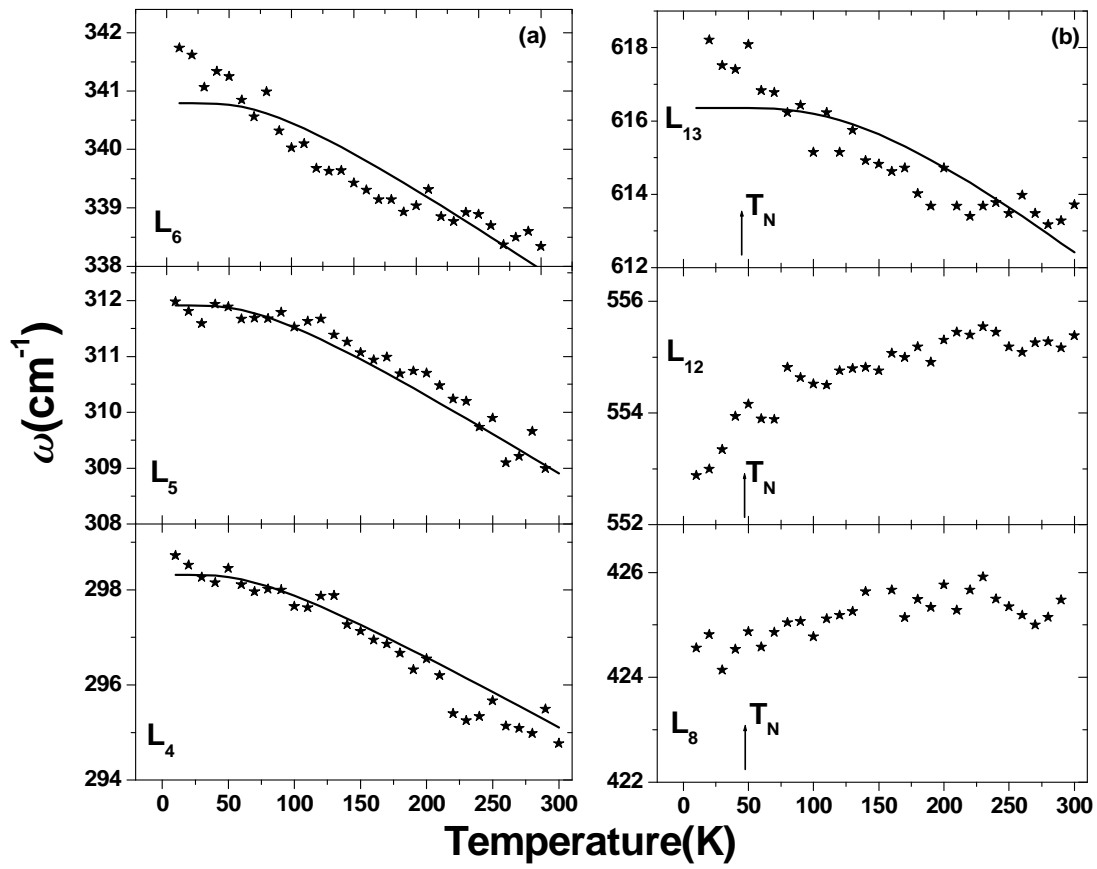 (a)
342
341
340
339
338
L6
312
311
310
309
308
L5
298
296
294
L4
0 50 100 150 200 250 300
(b)
618
616
614
612
L13
TN
556
554
552
L12
TN
426
424
422
L8
TN
0 50 100 150 200 250 300
ω(cm-1)
Temperature(K)